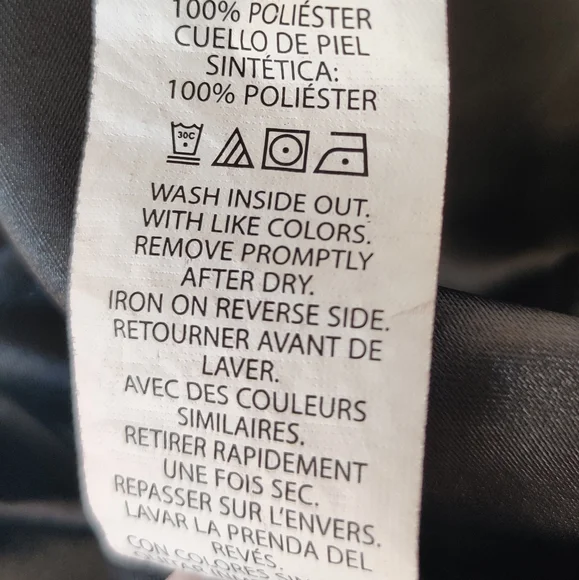 100% POLIÉSTER
CUELLO DE PIEL
SINTÉTICA:
100% POLIÉSTER
30C
WASH INSIDE OUT.
WITH LIKE COLORS.
REMOVE PROMPTLY
AFTER DRY.
IRON ON REVERSE SIDE.
RETOURNER AVANT DE
LAVER.
AVEC DES COULEURS
SIMILAIRES.
RETIRER RAPIDEMENT
UNE FOIS SEC.
REPASSER SUR L'ENVERS.
LAVAR LA PRENDA DEL
REVÉS.
CON COLORES